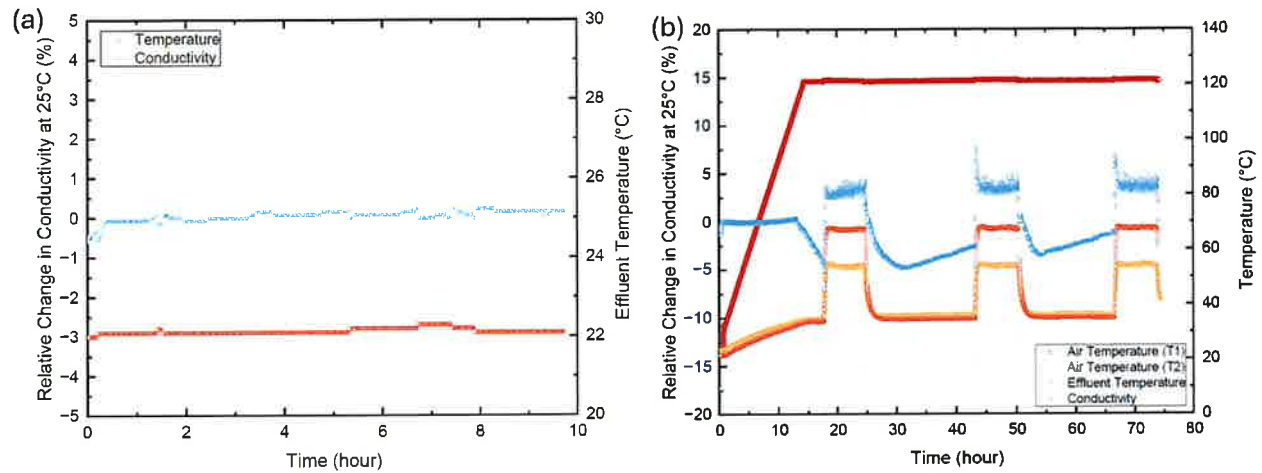 (a)
Relative Change in Conductivity at 25°C (%)
5
4
3
2
1
0
−1
−2
−3
−4
−5
Temperature
Conductivity
30
28
26
24
22
20
Effluent Temperature (°C)
0 2 4 6 8 10
Time (hour)
(b)
Relative Change in Conductivity at 25°C (%)
20
15
10
5
0
−5
−10
−15
−20
140
120
100
80
60
40
20
0
Temperature (°C)
Air Temperature (T1)
Air Temperature (T2)
Effluent Temperature
Conductivity
0 10 20 30 40 50 60 70 80
Time (hour)